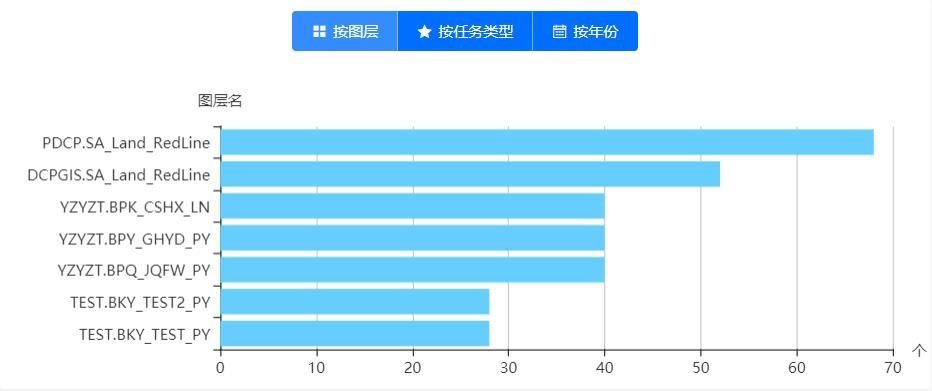 按图层 按任务类型 按年份
图层名
PDCP.SA_Land_RedLine
DCPGIS.SA_Land_RedLine
YZYZT.BPK_CSHX_LN
YZYZT.BPY_GHYD_PY
YZYZT.BPQ_JQFW_PY
TEST.BKY_TEST2_PY
TEST.BKY_TEST_PY
个
0 10 20 30 40 50 60 70